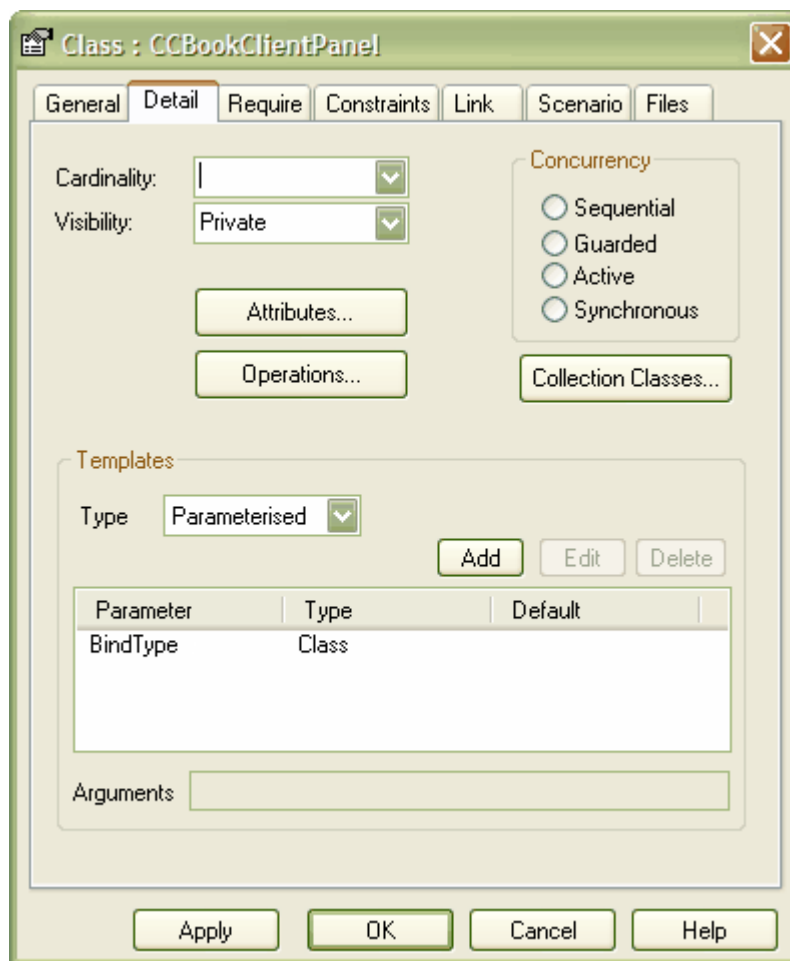 Class : CCBookClientPanel
General Detail Require Constraints Link Scenario Files
Cardinality:
Visibility: Private
Attributes...
Operations...
Concurrency
Sequential
Guarded
Active
Synchronous
Collection Classes...
Templates
Type Parameterised
Add Edit Delete
Parameter Type Default
BindType Class
Arguments
Apply OK Cancel Help